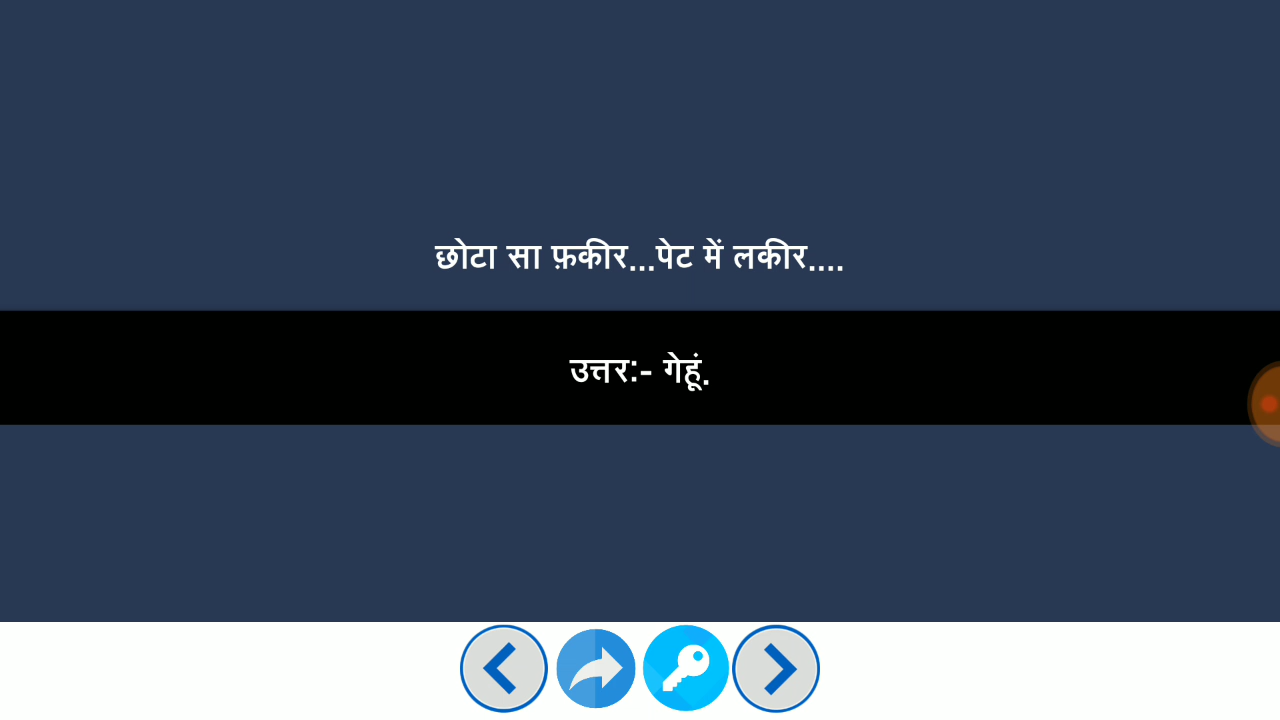 छोटा सा फ़कीर...पेट में लकीर....
उत्तर:- गेहूं.